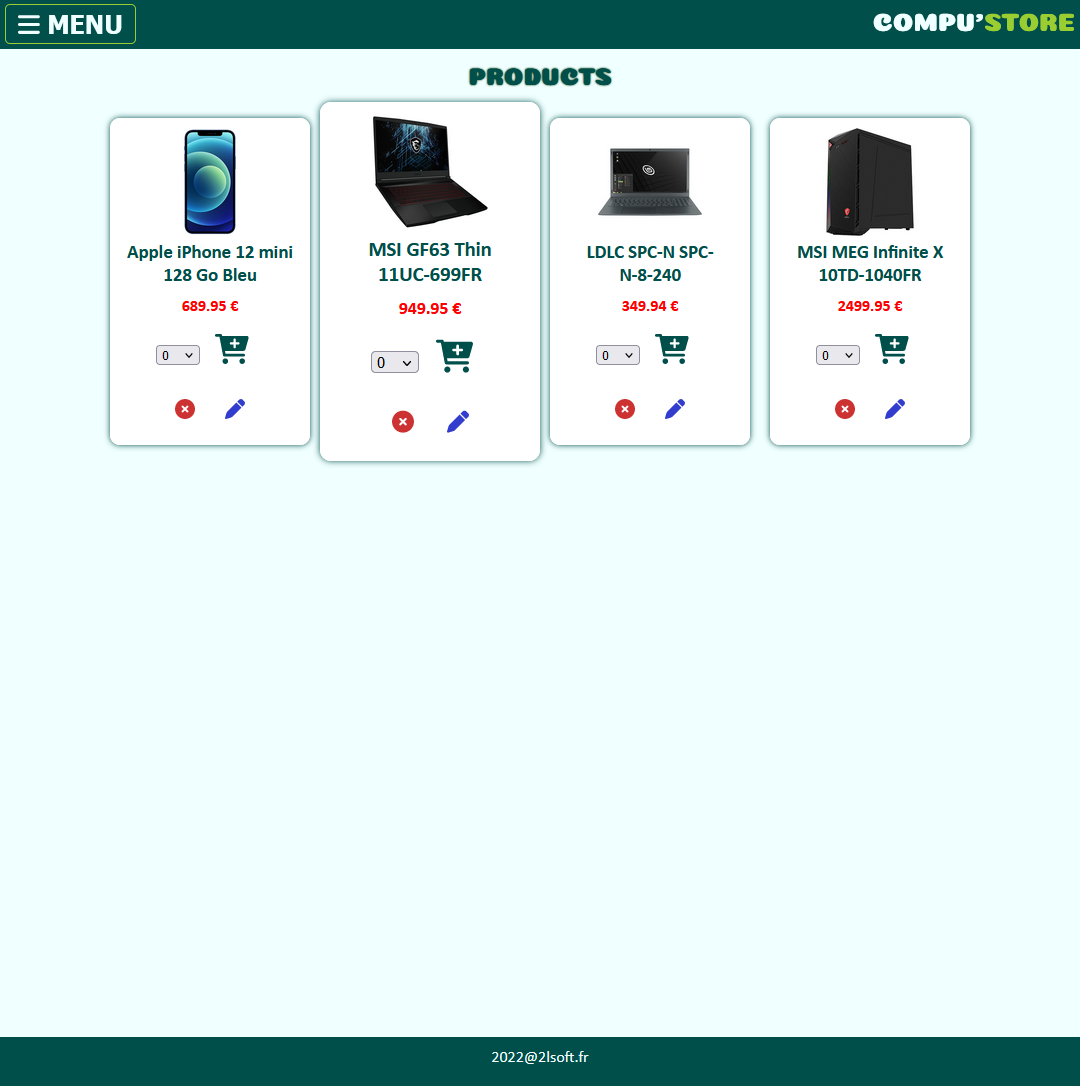 MENU
COMPU'STORE
PRODUCTS
Apple iPhone 12 mini
128 Go Bleu
689.95 €
0
MSI GF63 Thin
11UC-699FR
949.95 €
0
LDLC SPC-N SPC-
N-8-240
349.94 €
0
MSI MEG Infinite X
10TD-1040FR
2499.95 €
0
2022@2lsoft.fr